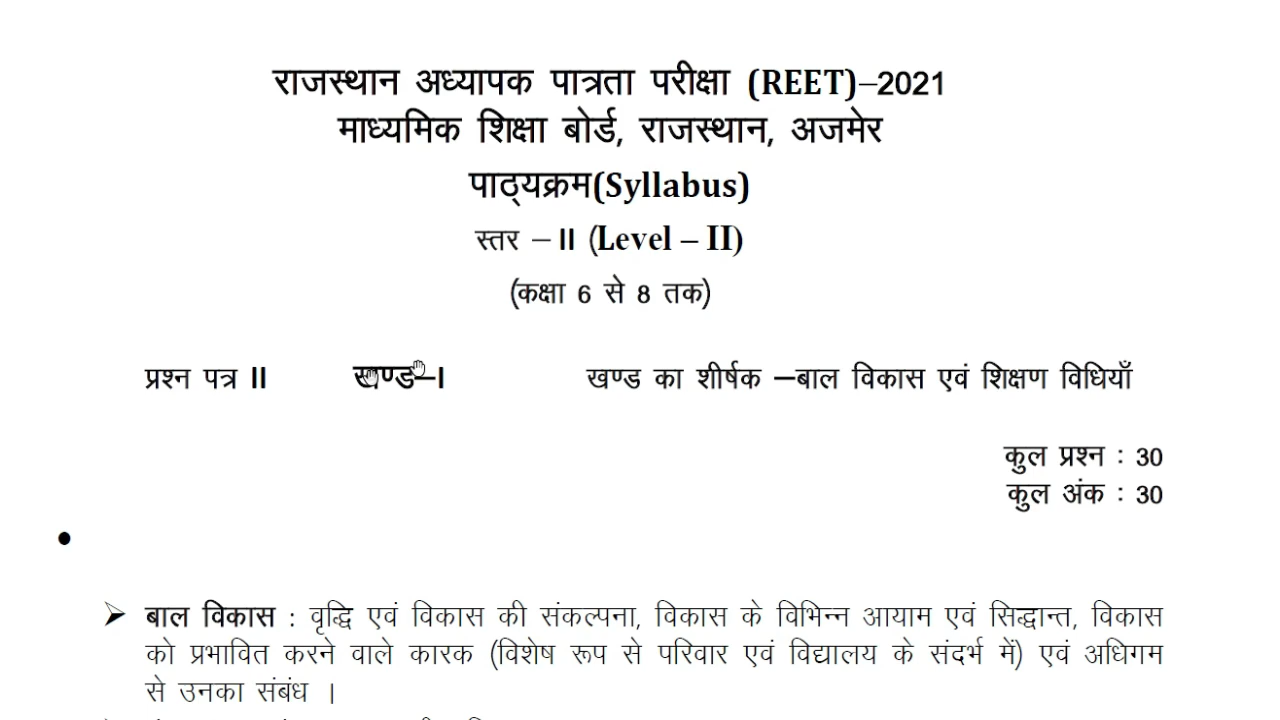 राजस्थान अध्यापक पात्रता परीक्षा (REET)–2021
माध्यमिक शिक्षा बोर्ड, राजस्थान, अजमेर
पाठ्यक्रम(Syllabus)
स्तर – II (Level – II)
(कक्षा 6 से 8 तक)
प्रश्न पत्र II खण्ड–I खण्ड का शीर्षक –बाल विकास एवं शिक्षण विधियाँ
कुल प्रश्न : 30
कुल अंक : 30
➢ बाल विकास : वृद्धि एवं विकास की संकल्पना, विकास के विभिन्न आयाम एवं सिद्धान्त, विकास
को प्रभावित करने वाले कारक (विशेष रूप से परिवार एवं विद्यालय के संदर्भ में) एवं अधिगम
से उनका संबंध ।